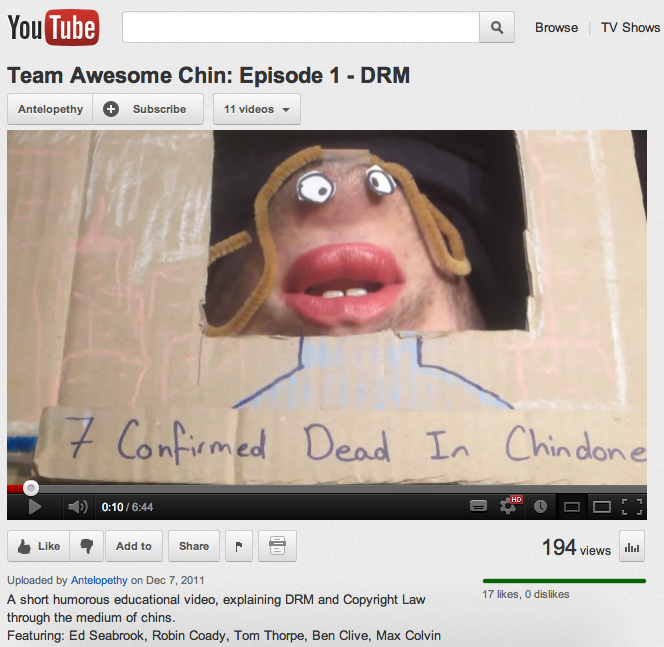 YouTube
Browse | TV Shows
Team Awesome Chin: Episode 1 - DRM
Antelopethy Subscribe 11 videos
7 Confirmed Dead In Chindone
0:10 / 6:44 HD
Like Add to Share 194 views
Uploaded by Antelopethy on Dec 7, 2011
17 likes, 0 dislikes
A short humorous educational video, explaining DRM and Copyright Law
through the medium of chins.
Featuring: Ed Seabrook, Robin Coady, Tom Thorpe, Ben Clive, Max Colvin